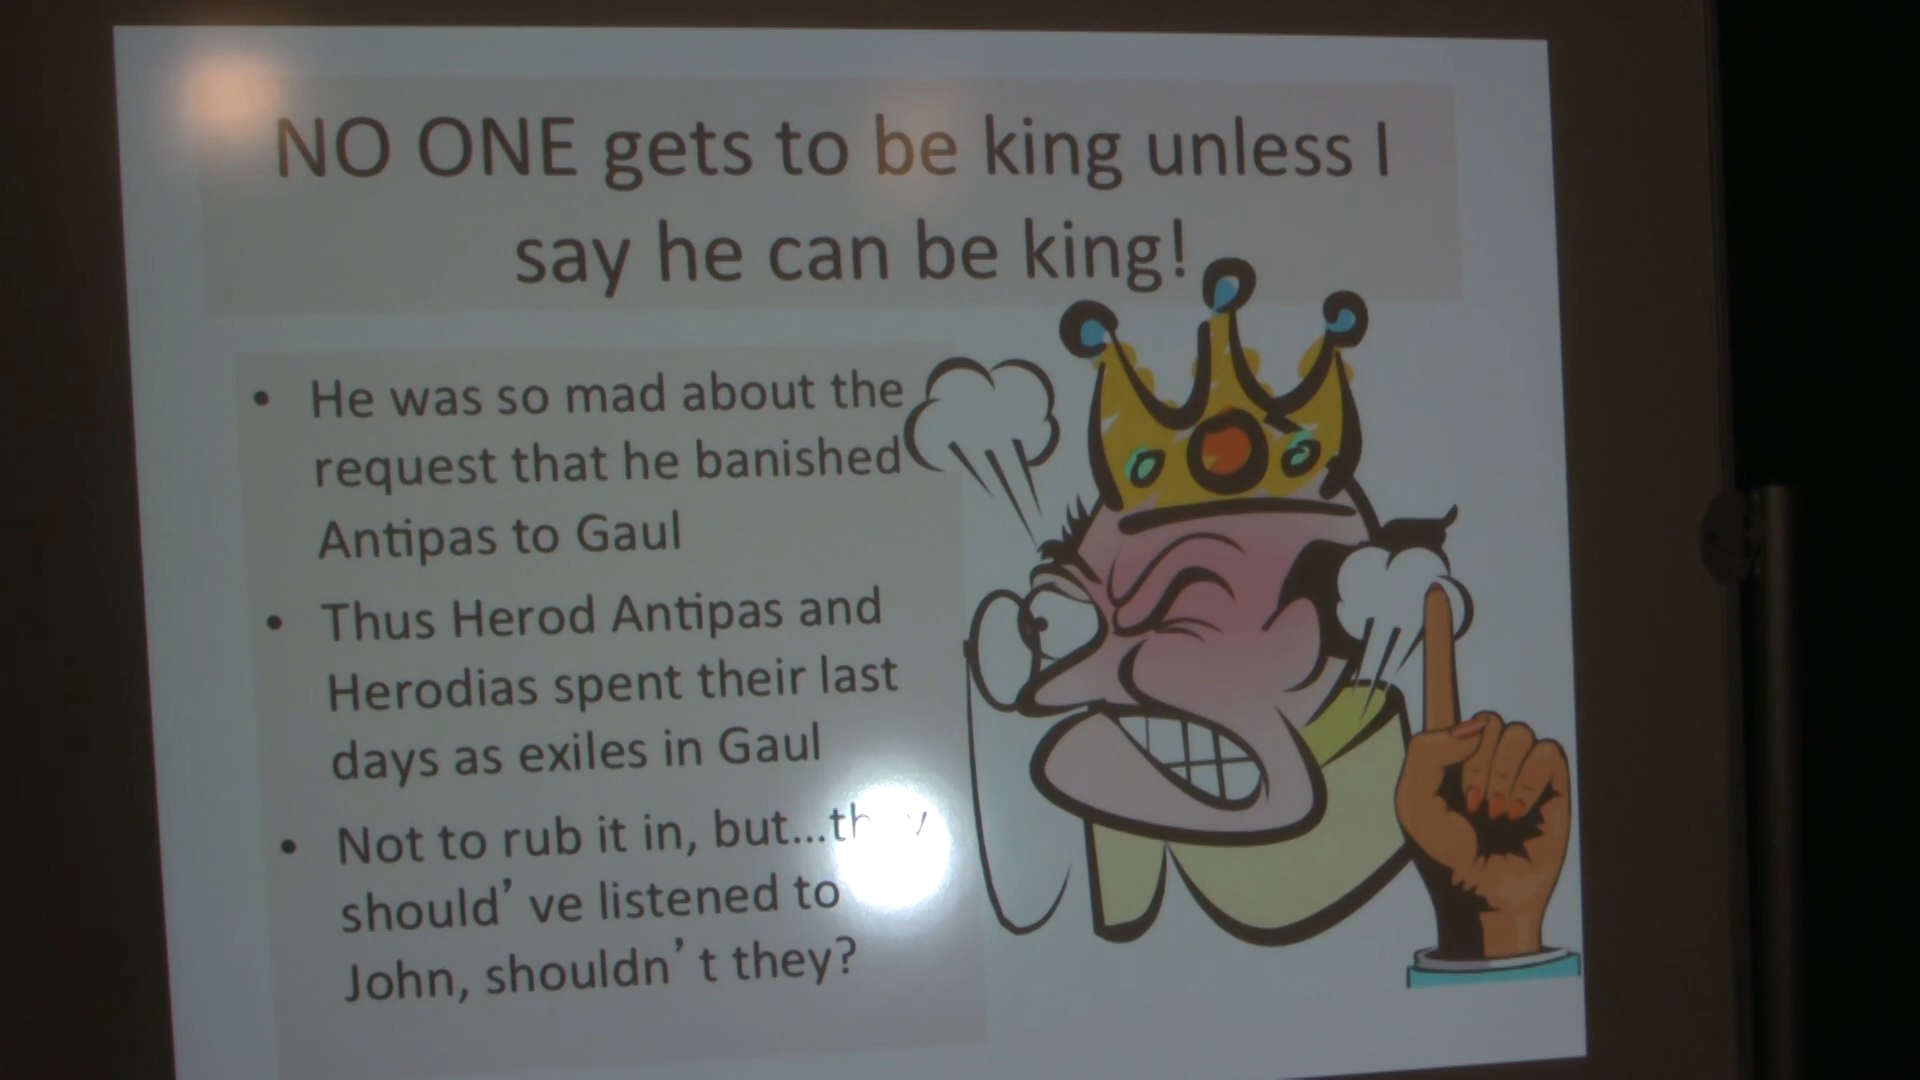 NO ONE gets to be king unless I
say he can be king!
• He was so mad about the
request that he banished
Antipas to Gaul
• Thus Herod Antipas and
Herodias spent their last
days as exiles in Gaul
• Not to rub it in, but...they
should've listened to
John, shouldn't they?